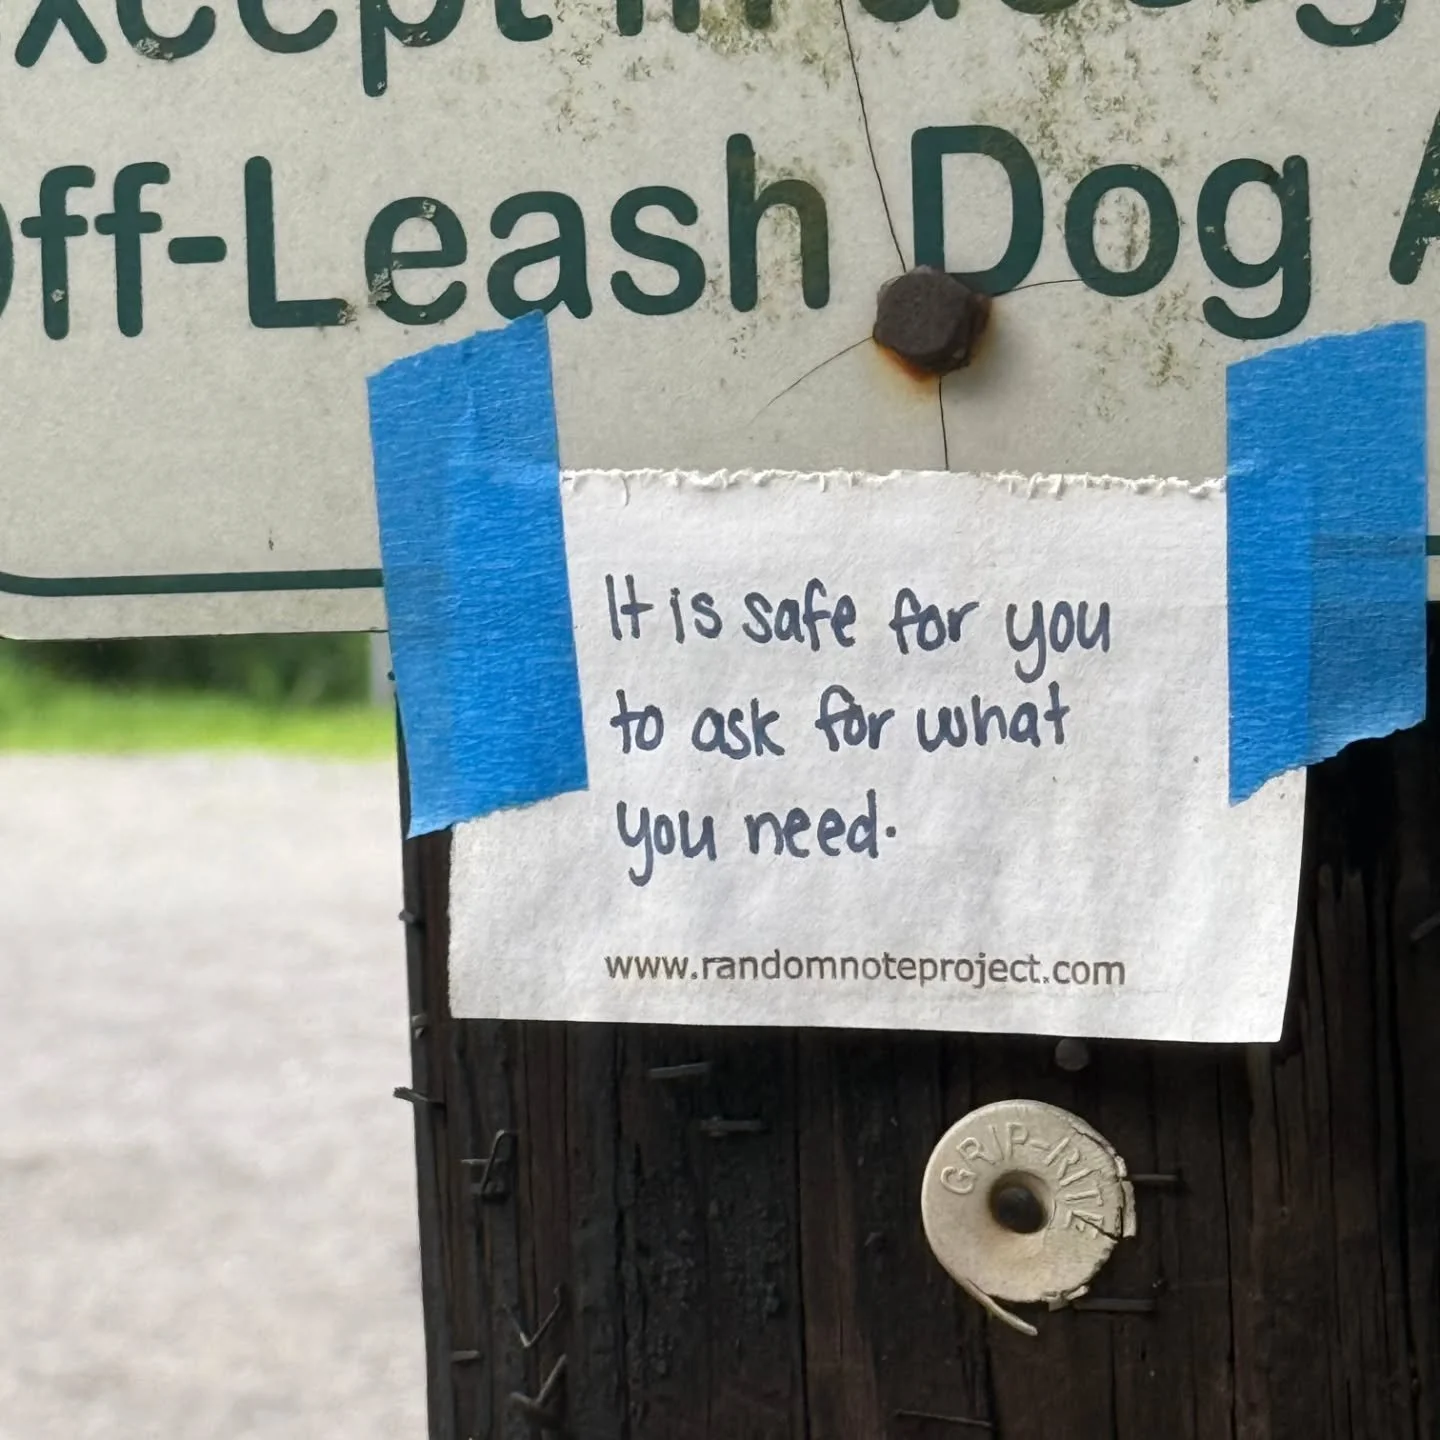 Off-Leash Dog
It is safe for you
to ask for what
you need.
www.randomnoteproject.com
GRIP-RITE